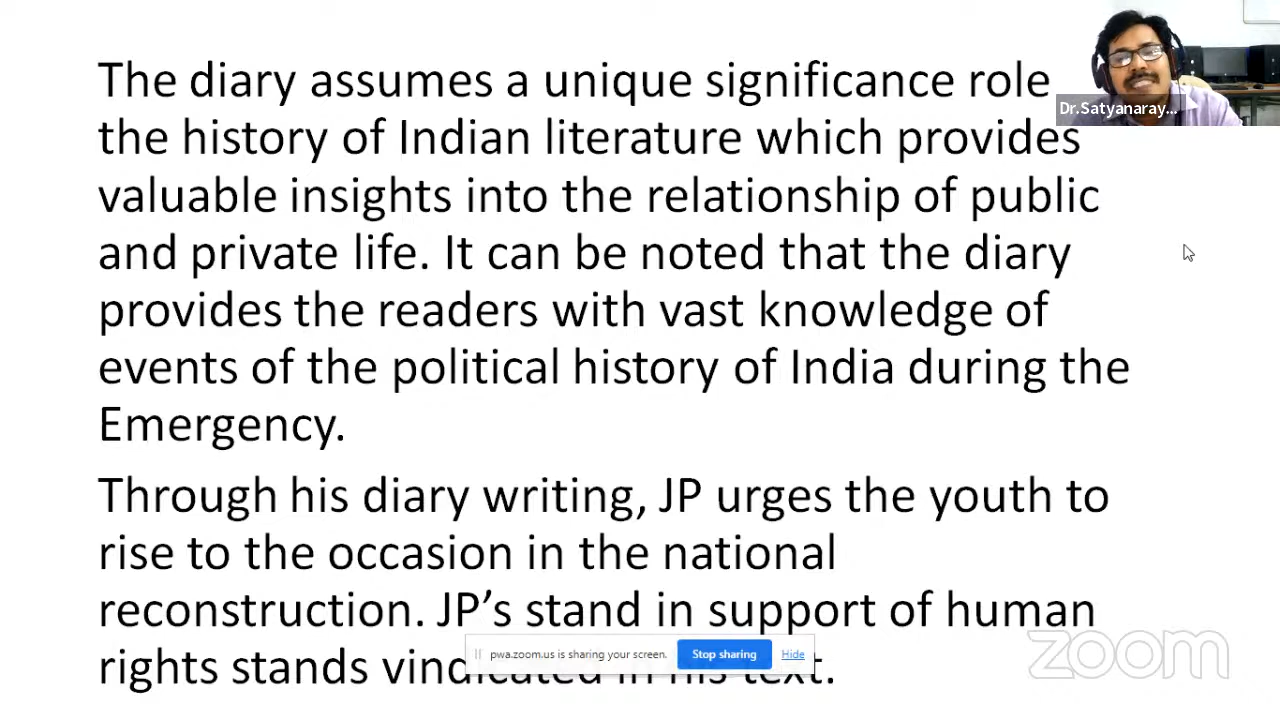 The diary assumes a unique significance role
the history of Indian literature which provides
valuable insights into the relationship of public
and private life. It can be noted that the diary
provides the readers with vast knowledge of
events of the political history of India during the
Emergency.
Through his diary writing, JP urges the youth to
rise to the occasion in the national
reconstruction. JP’s stand in support of human
rights stands vindicated in his text.
Dr.Satyanaray...
pwa.zoom.us is sharing your screen. Stop sharing Hide
zoom